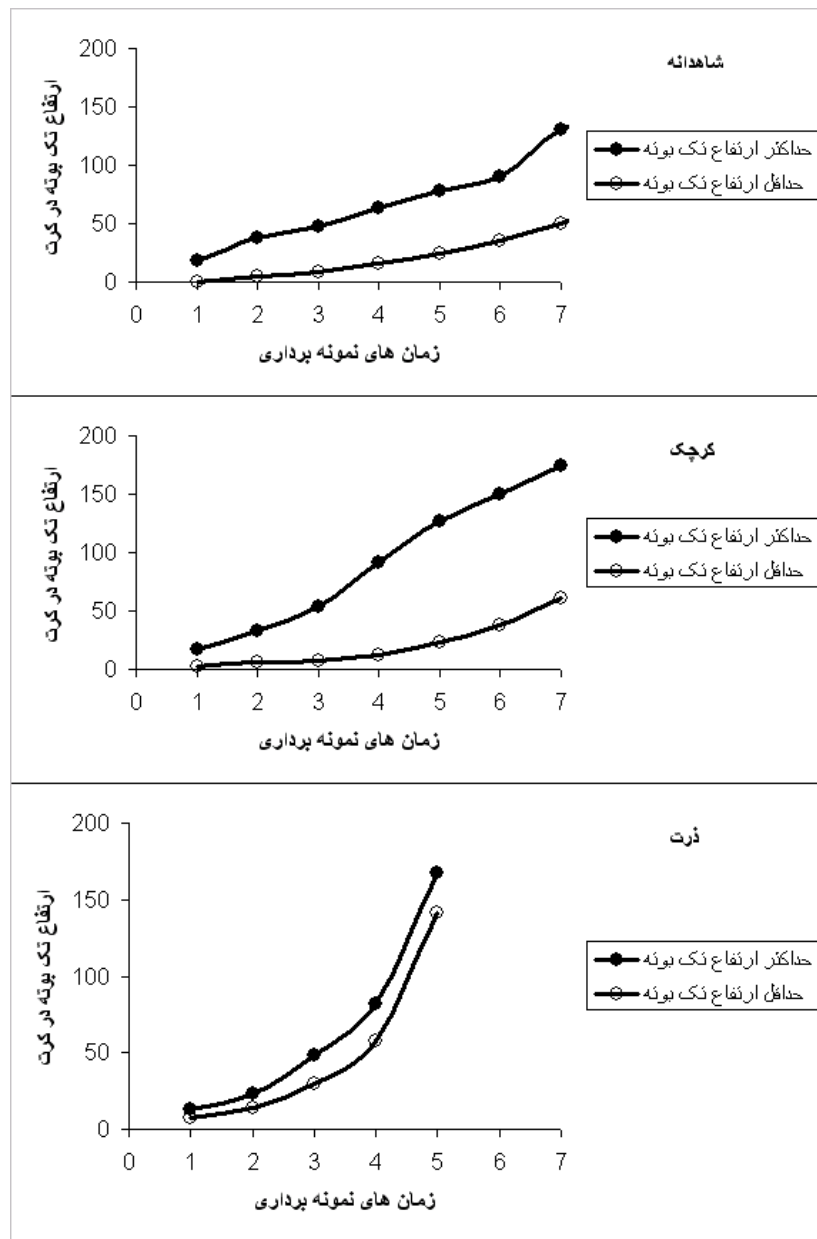 شاهدانه
ارتفاع تک بوته در کرت
200
150
100
50
0
حداکثر ارتفاع تک بوته
حداقل ارتفاع تک بوته
0 1 2 3 4 5 6 7
زمان های نمونه برداری
کرچک
ارتفاع تک بوته در کرت
200
150
100
50
0
حداکثر ارتفاع تک بوته
حداقل ارتفاع تک بوته
0 1 2 3 4 5 6 7
زمان های نمونه برداری
ذرت
ارتفاع تک بوته در کرت
200
150
100
50
0
حداکثر ارتفاع تک بوته
حداقل ارتفاع تک بوته
0 1 2 3 4 5 6 7
زمان های نمونه برداری